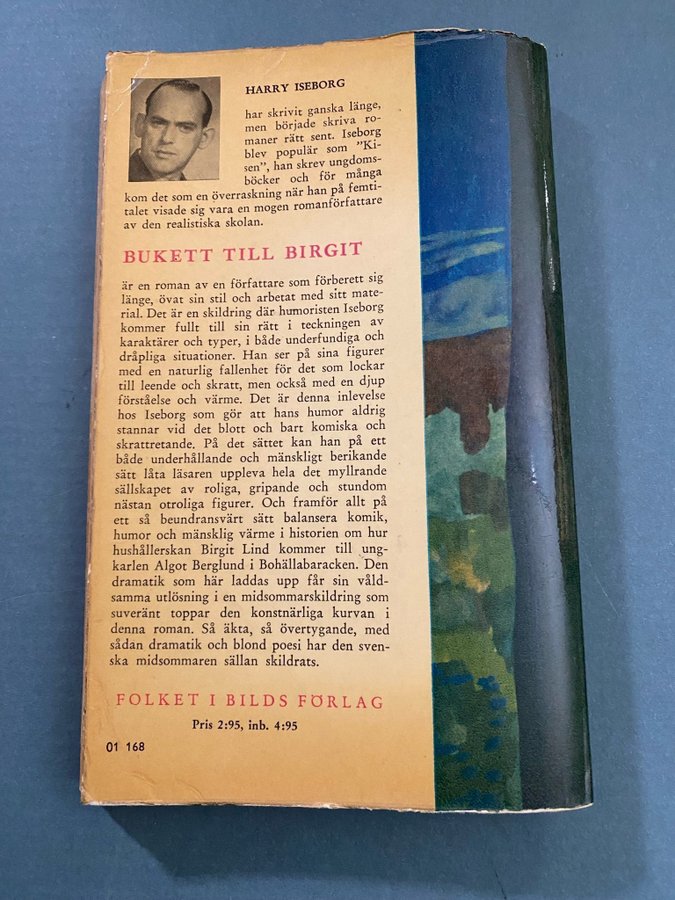 HARRY ISEBORG
har skrivit ganska länge,
men började skriva ro-
maner rätt sent. Iseborg
blev populär som "Ki-
sen", han skrev ungdoms-
böcker och för många
kom det som en överraskning när han på femti-
talet visade sig vara en mogen romanförfattare
av den realistiska skolan.
BUKETT TILL BIRGIT
är en roman av en författare som förberett sig
länge, övat sin stil och arbetat med sitt mate-
rial. Det är en skildring där humoristen Iseborg
kommer fullt till sin rätt i teckningen av
karaktärer och typer, i både underfundiga och
dråpliga situationer. Han ser på sina figurer
med en naturlig fallenhet för det som lockar
till leende och skratt, men också med en djup
förståelse och värme. Det är denna inlevelse
hos Iseborg som gör att hans humor aldrig
stannar vid det blott och bart komiska och
skrattretande. På det sättet kan han på ett
både underhållande och mänskligt berikande
sätt låta läsaren uppleva hela det myllrande
sällskapet av roliga, gripande och stundom
nästan otroliga figurer. Och framför allt på
ett så beundransvärt sätt balansera komik,
humor och mänsklig värme i historien om hur
hushållerskan Birgit Lind kommer till ung-
karlen Algot Berglund i Bohällabaracken. Den
dramatik som här laddas upp får sin våld-
samma utlösning i en midsommarskildring som
suveränt toppar den konstnärliga kurvan i
denna roman. Så äkta, så övertygande, med
sådan dramatik och blond poesi har den sven-
ska midsommaren sällan skildrats.
FOLKET I BILDS FÖRLAG
Pris 2:95, inb. 4:95
01 168